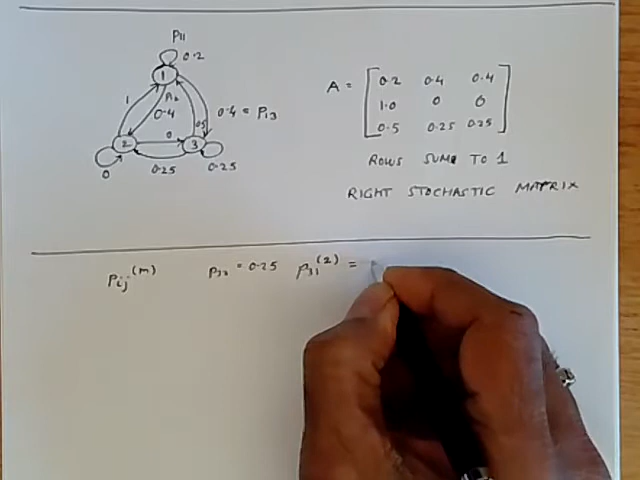 P11
0.2
1
1 P12 0.4 0.5 0.4 = P13
2 0 3
0 0.25 0.25
A = [ 0.2 0.4 0.4
1.0 0 0
0.5 0.25 0.25 ]
ROWS SUM TO 1
RIGHT STOCHASTIC MATRIX
Pij(m) P32 = 0.25 P31(2) =